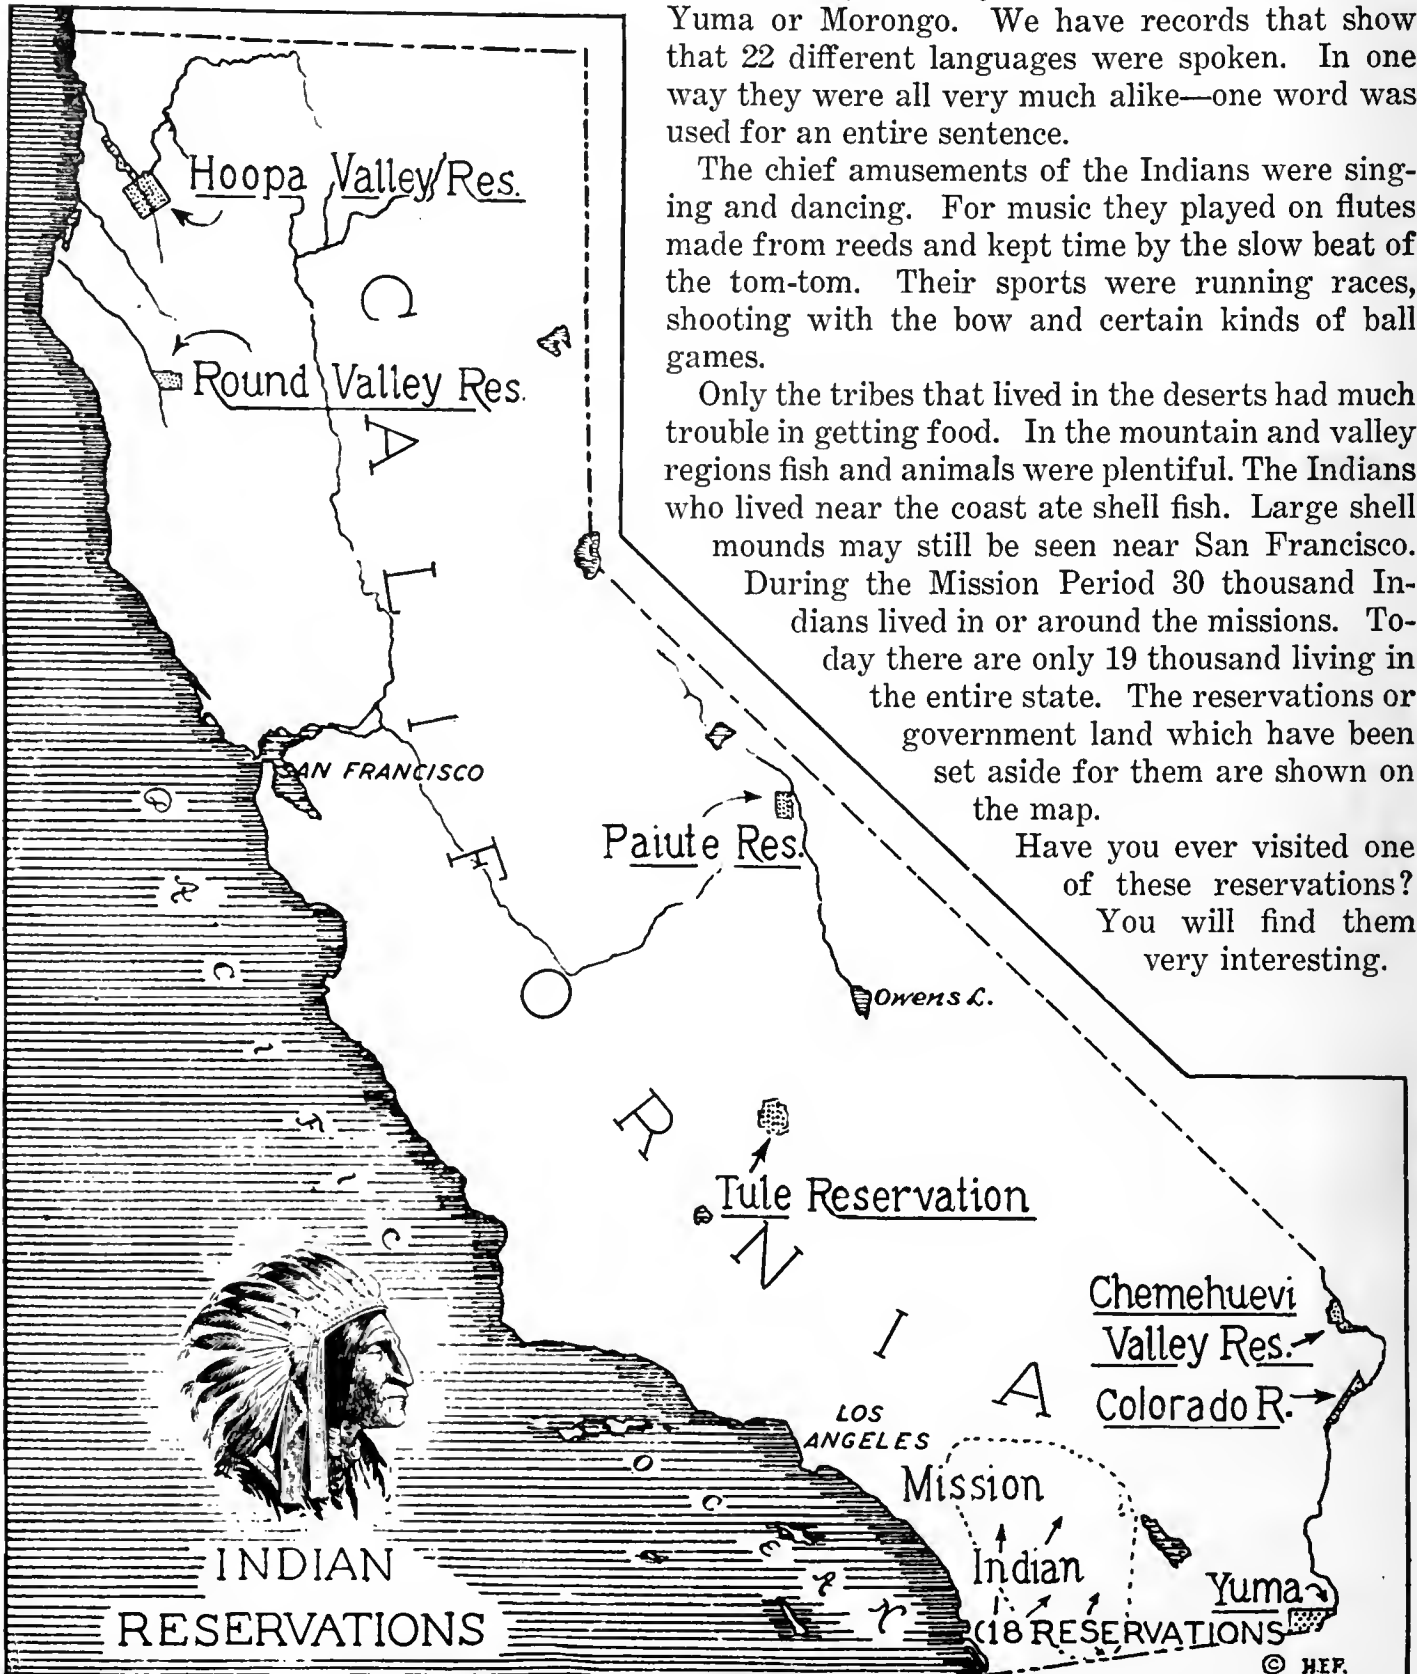 Yuma or Morongo. We have records that show
that 22 different languages were spoken. In one
way they were all very much alike—one word was
used for an entire sentence.
The chief amusements of the Indians were sing-
ing and dancing. For music they played on flutes
made from reeds and kept time by the slow beat of
the tom-tom. Their sports were running races,
shooting with the bow and certain kinds of ball
games.
Only the tribes that lived in the deserts had much
trouble in getting food. In the mountain and valley
regions fish and animals were plentiful. The Indians
who lived near the coast ate shell fish. Large shell
mounds may still be seen near San Francisco.
During the Mission Period 30 thousand In-
dians lived in or around the missions. To-
day there are only 19 thousand living in
the entire state. The reservations or
government land which have been
set aside for them are shown on
the map.
Have you ever visited one
of these reservations?
You will find them
very interesting.
Hoopa Valley Res.
Round Valley Res.
CALIFORNIA
SAN FRANCISCO
Paiute Res.
Owens L.
Tule Reservation
Chemehuevi
Valley Res.
Colorado R.
LOS
ANGELES
Mission
Indian
(18 RESERVATIONS
Yuma
PACIFIC
OCEAN
INDIAN
RESERVATIONS
© H.E.P.